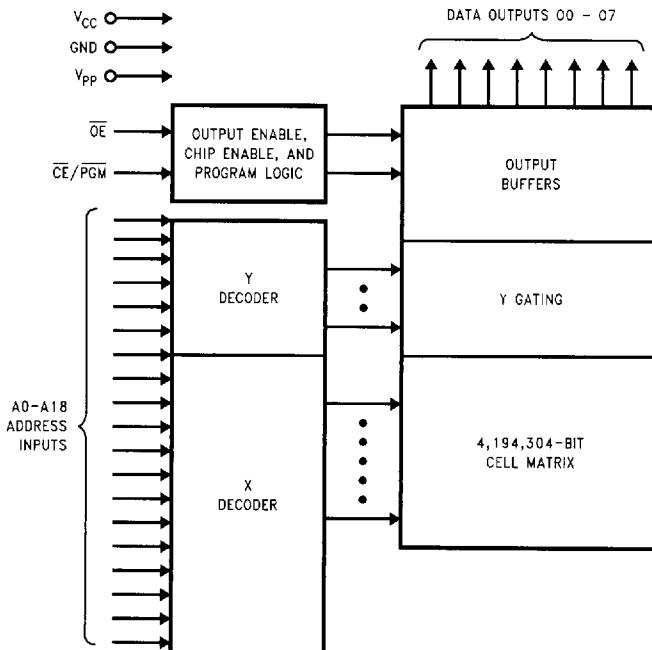 DATA OUTPUTS O0 - O7
VCC
GND
VPP
OE
CE/PGM
OUTPUT ENABLE,
CHIP ENABLE, AND
PROGRAM LOGIC
OUTPUT
BUFFERS
Y
DECODER
Y GATING
A0-A18
ADDRESS
INPUTS
X
DECODER
4,194,304-BIT
CELL MATRIX